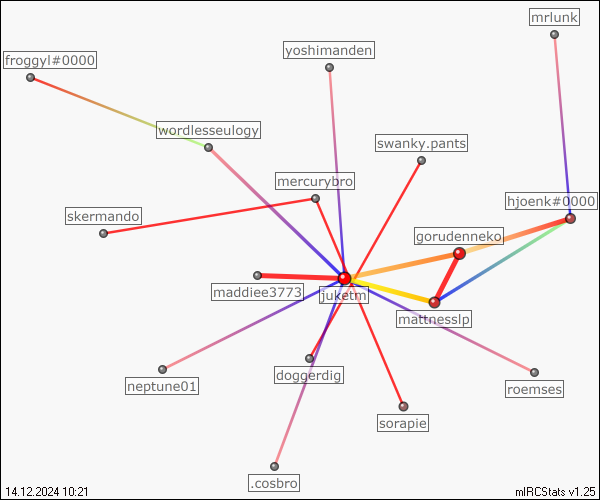 mrlunk
yoshimanden
froggyl#0000
wordlesseulogy
swanky.pants
mercurybro
hjoenk#0000
skermando
gorudenneko
maddiee3773
juketm
mattnesslp
neptune01
doggerdig
roemses
sorapie
.cosbro
14.12.2024 10:21
mIRCStats v1.25